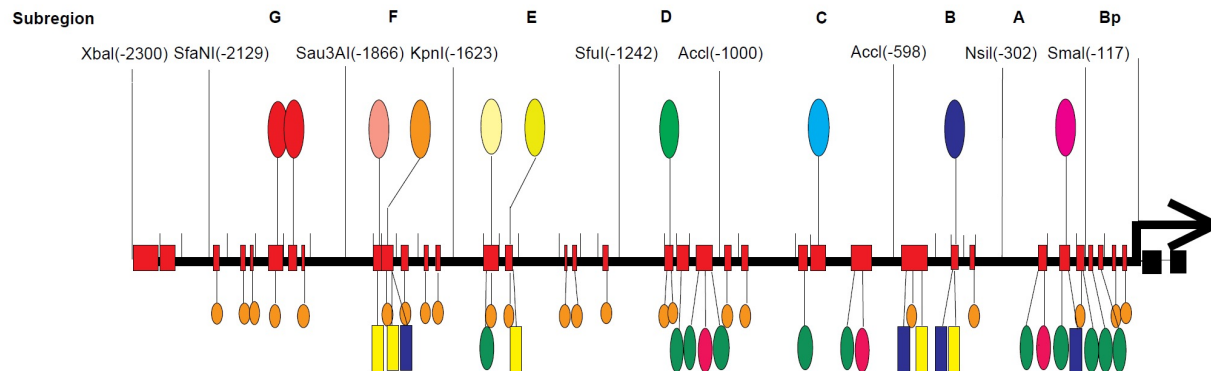 Subregion G F E D C B A Bp
XbaI(-2300) SfaNI(-2129) Sau3AI(-1866) KpnI(-1623) SfuI(-1242) AccI(-1000) AccI(-598) NsiI(-302) SmaI(-117)